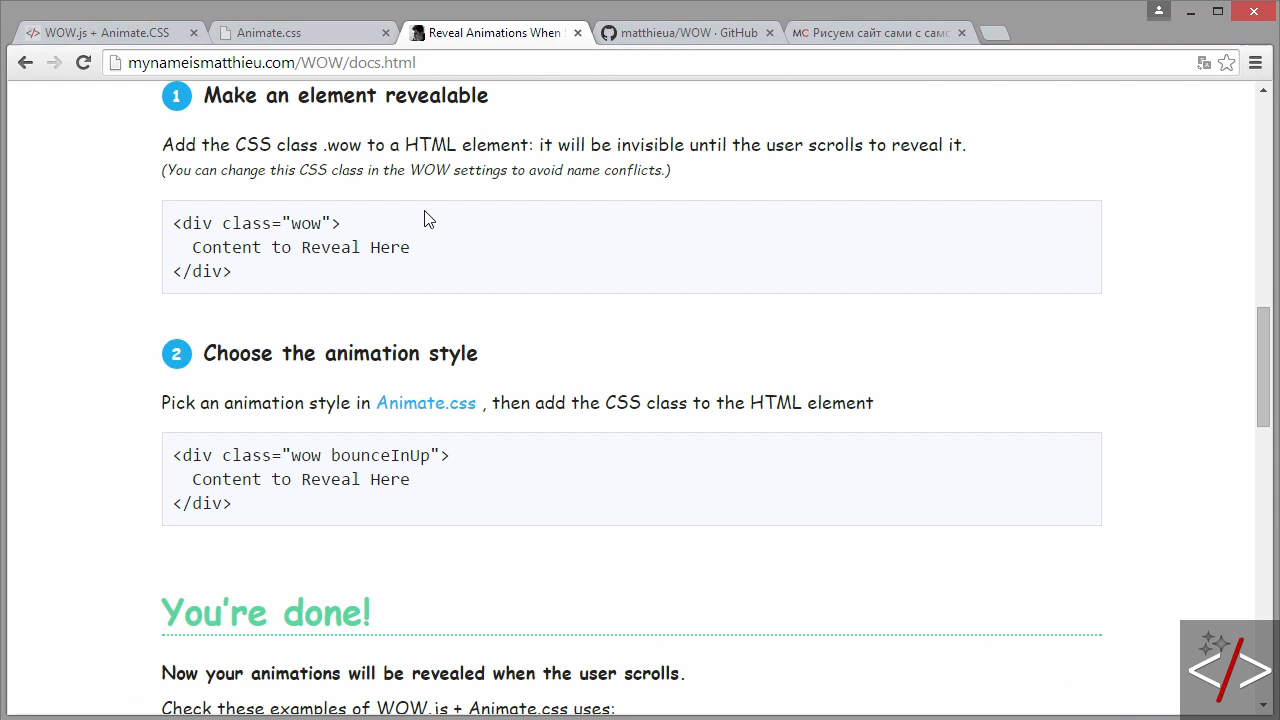 WOW.js + Animate.CSS
Animate.css
Reveal Animations When
matthieua/WOW · GitHub
MC Рисуем сайт сами с самс
mynameismatthieu.com/WOW/docs.html
1 Make an element revealable
Add the CSS class .wow to a HTML element: it will be invisible until the user scrolls to reveal it.
(You can change this CSS class in the WOW settings to avoid name conflicts.)
<div class="wow">
Content to Reveal Here
</div>
2 Choose the animation style
Pick an animation style in Animate.css , then add the CSS class to the HTML element
<div class="wow bounceInUp">
Content to Reveal Here
</div>
You're done!
Now your animations will be revealed when the user scrolls.
Check these examples of WOW.js + Animate.css uses: